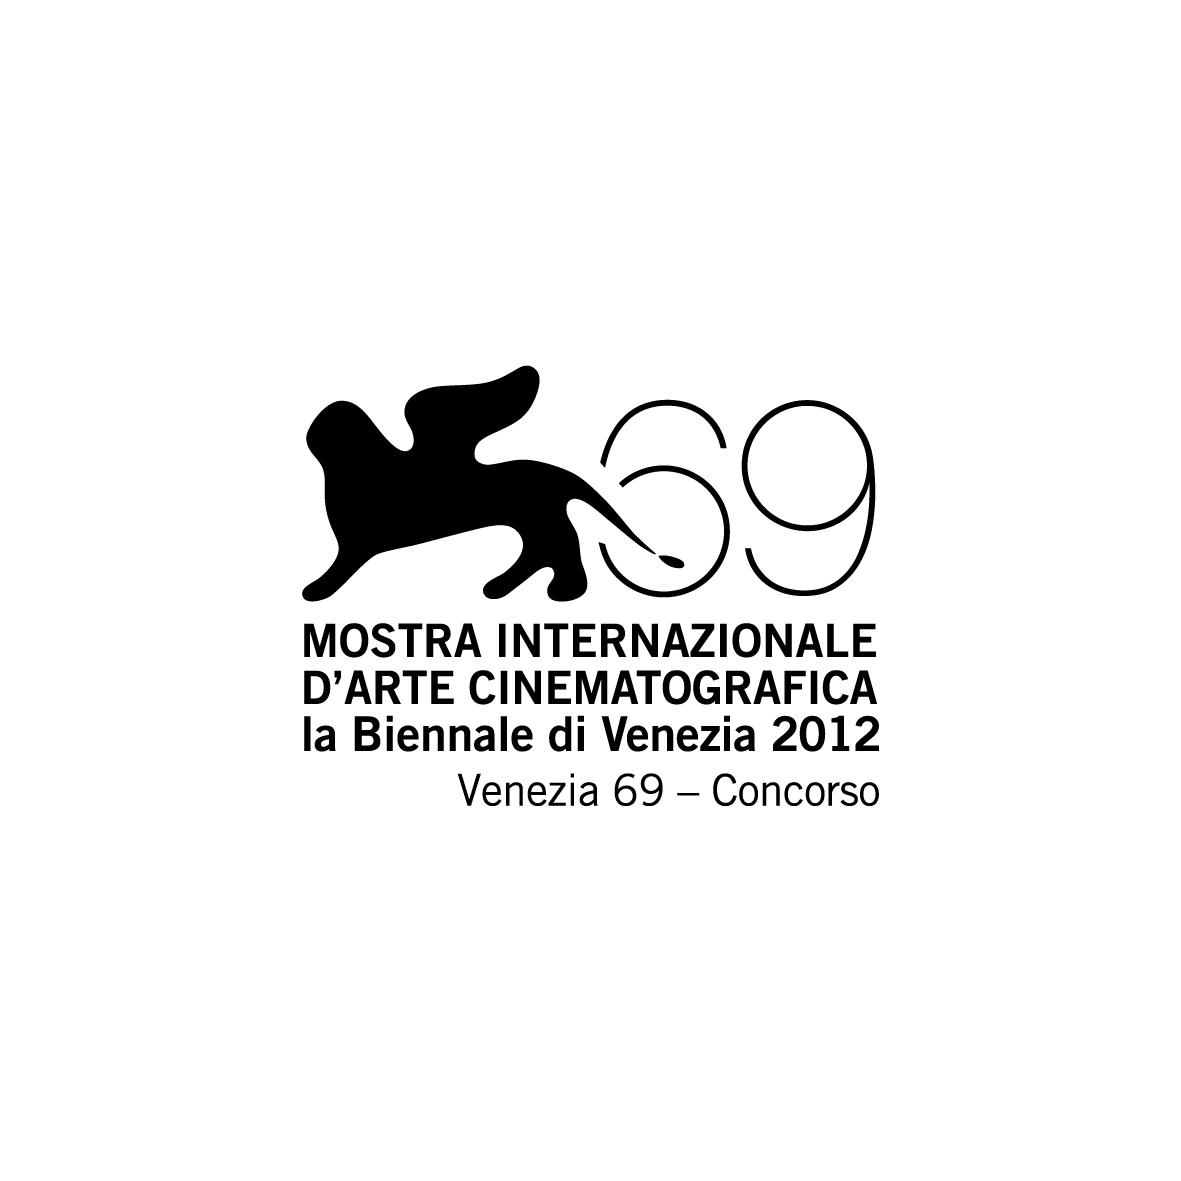 69
MOSTRA INTERNAZIONALE
D’ARTE CINEMATOGRAFICA
la Biennale di Venezia 2012
Venezia 69 – Concorso